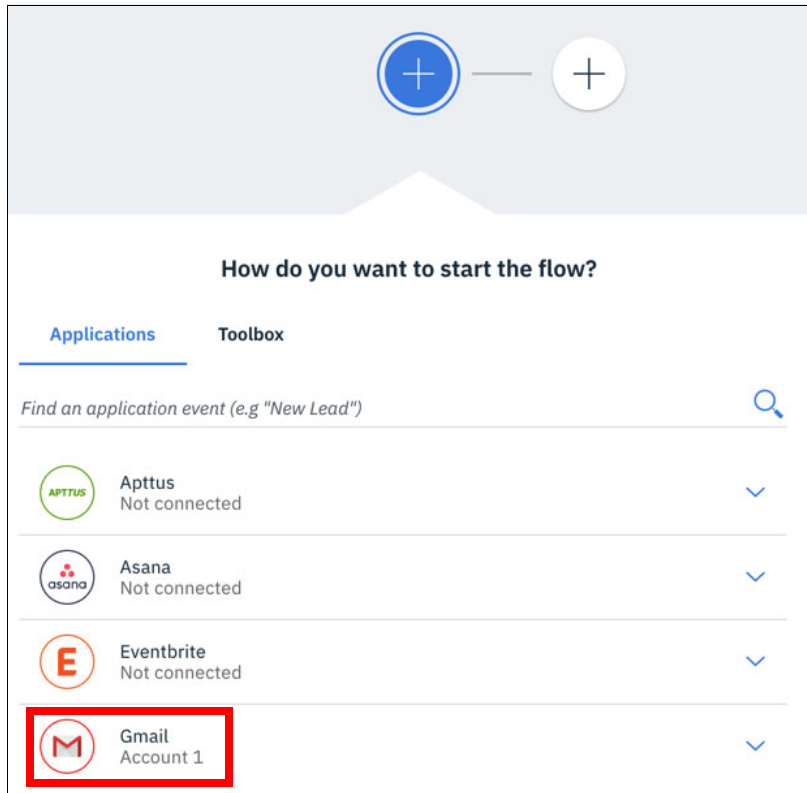 How do you want to start the flow?
Applications Toolbox
Find an application event (e.g "New Lead")
APTTUS
Apttus
Not connected
asana
Asana
Not connected
E
Eventbrite
Not connected
M
Gmail
Account 1